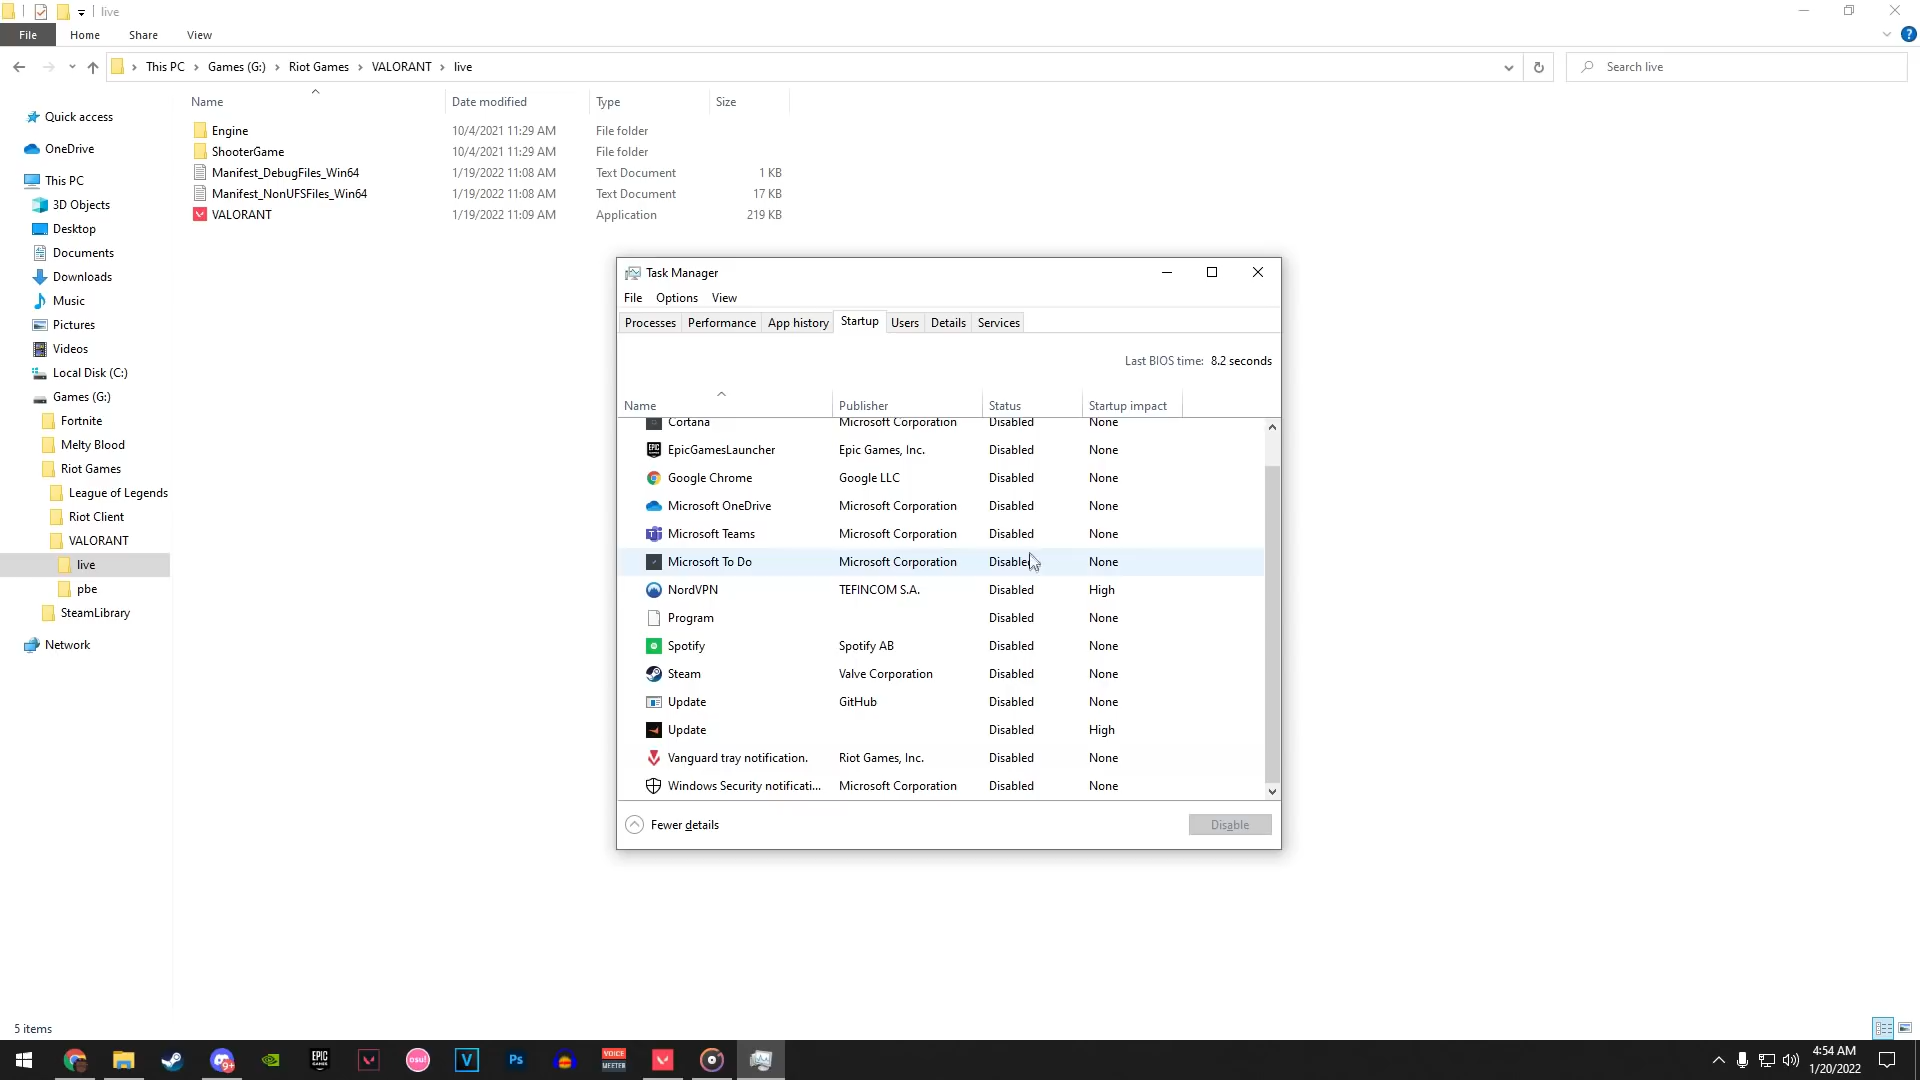 live
File Home Share View
?
This PC Games (G:) Riot Games VALORANT live
Search live
Name Date modified Type Size
Engine 10/4/2021 11:29 AM File folder
ShooterGame 10/4/2021 11:29 AM File folder
Manifest_DebugFiles_Win64 1/19/2022 11:08 AM Text Document 1 KB
Manifest_NonUFSFiles_Win64 1/19/2022 11:08 AM Text Document 17 KB
VALORANT 1/19/2022 11:09 AM Application 219 KB
Quick access
OneDrive
This PC
3D Objects
Desktop
Documents
Downloads
Music
Pictures
Videos
Local Disk (C:)
Games (G:)
Fortnite
Melty Blood
Riot Games
League of Legends
Riot Client
VALORANT
live
pbe
SteamLibrary
Network
Task Manager
File Options View
Processes Performance App history Startup Users Details Services
Last BIOS time: 8.2 seconds
Name Publisher Status Startup impact
Cortana Microsoft Corporation Disabled None
EpicGamesLauncher Epic Games, Inc. Disabled None
Google Chrome Google LLC Disabled None
Microsoft OneDrive Microsoft Corporation Disabled None
Microsoft Teams Microsoft Corporation Disabled None
Microsoft To Do Microsoft Corporation Disabled None
NordVPN TEFINCOM S.A. Disabled High
Program Disabled None
Spotify Spotify AB Disabled None
Steam Valve Corporation Disabled None
Update GitHub Disabled None
Update Disabled High
Vanguard tray notification. Riot Games, Inc. Disabled None
Windows Security notificati... Microsoft Corporation Disabled None
Fewer details Disable
5 items
9+ EPIC GAMES osu! V Ps VOICE MEETER
4:54 AM
1/20/2022